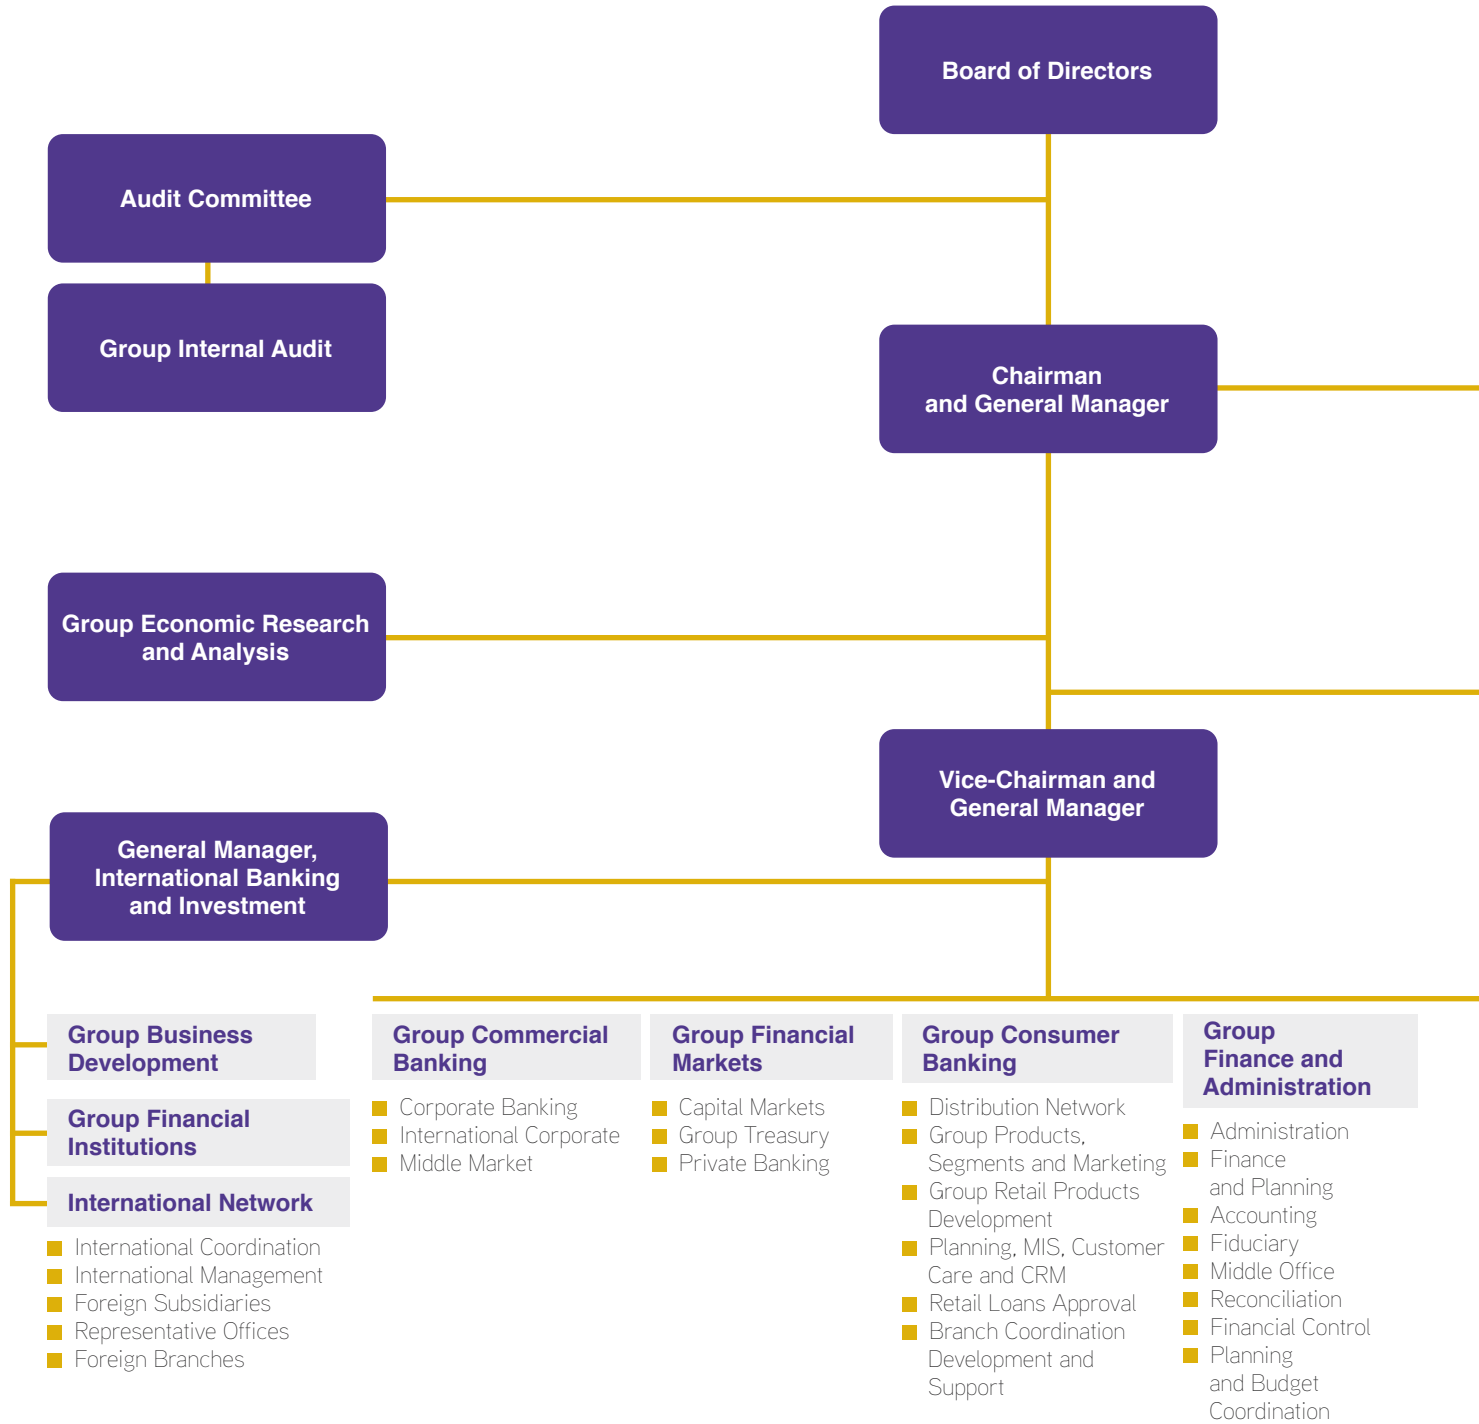 Board of Directors
Audit Committee
Group Internal Audit
Chairman
and General Manager
Group Economic Research
and Analysis
Vice-Chairman and
General Manager
General Manager,
International Banking
and Investment
Group Business
Development
Group Financial
Institutions
International Network
International Coordination
International Management
Foreign Subsidiaries
Representative Offices
Foreign Branches
Group Commercial
Banking
Corporate Banking
International Corporate
Middle Market
Group Financial
Markets
Capital Markets
Group Treasury
Private Banking
Group Consumer
Banking
Distribution Network
Group Products,
Segments and Marketing
Group Retail Products
Development
Planning, MIS, Customer
Care and CRM
Retail Loans Approval
Branch Coordination
Development and
Support
Group
Finance and
Administration
Administration
Finance
and Planning
Accounting
Fiduciary
Middle Office
Reconciliation
Financial Control
Planning
and Budget
Coordination